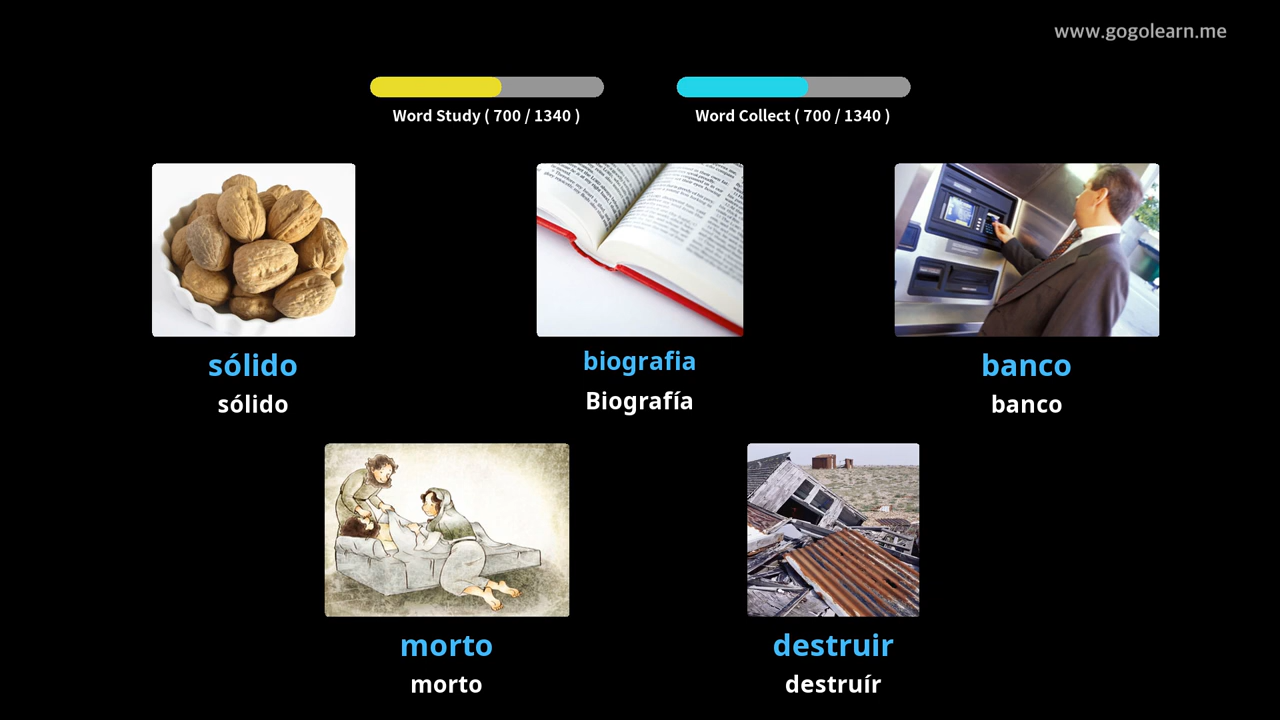 www.gogolearn.me
Word Study ( 700 / 1340 )
Word Collect ( 700 / 1340 )
sólido
sólido
biografia
Biografía
banco
banco
morto
morto
destruir
destruír